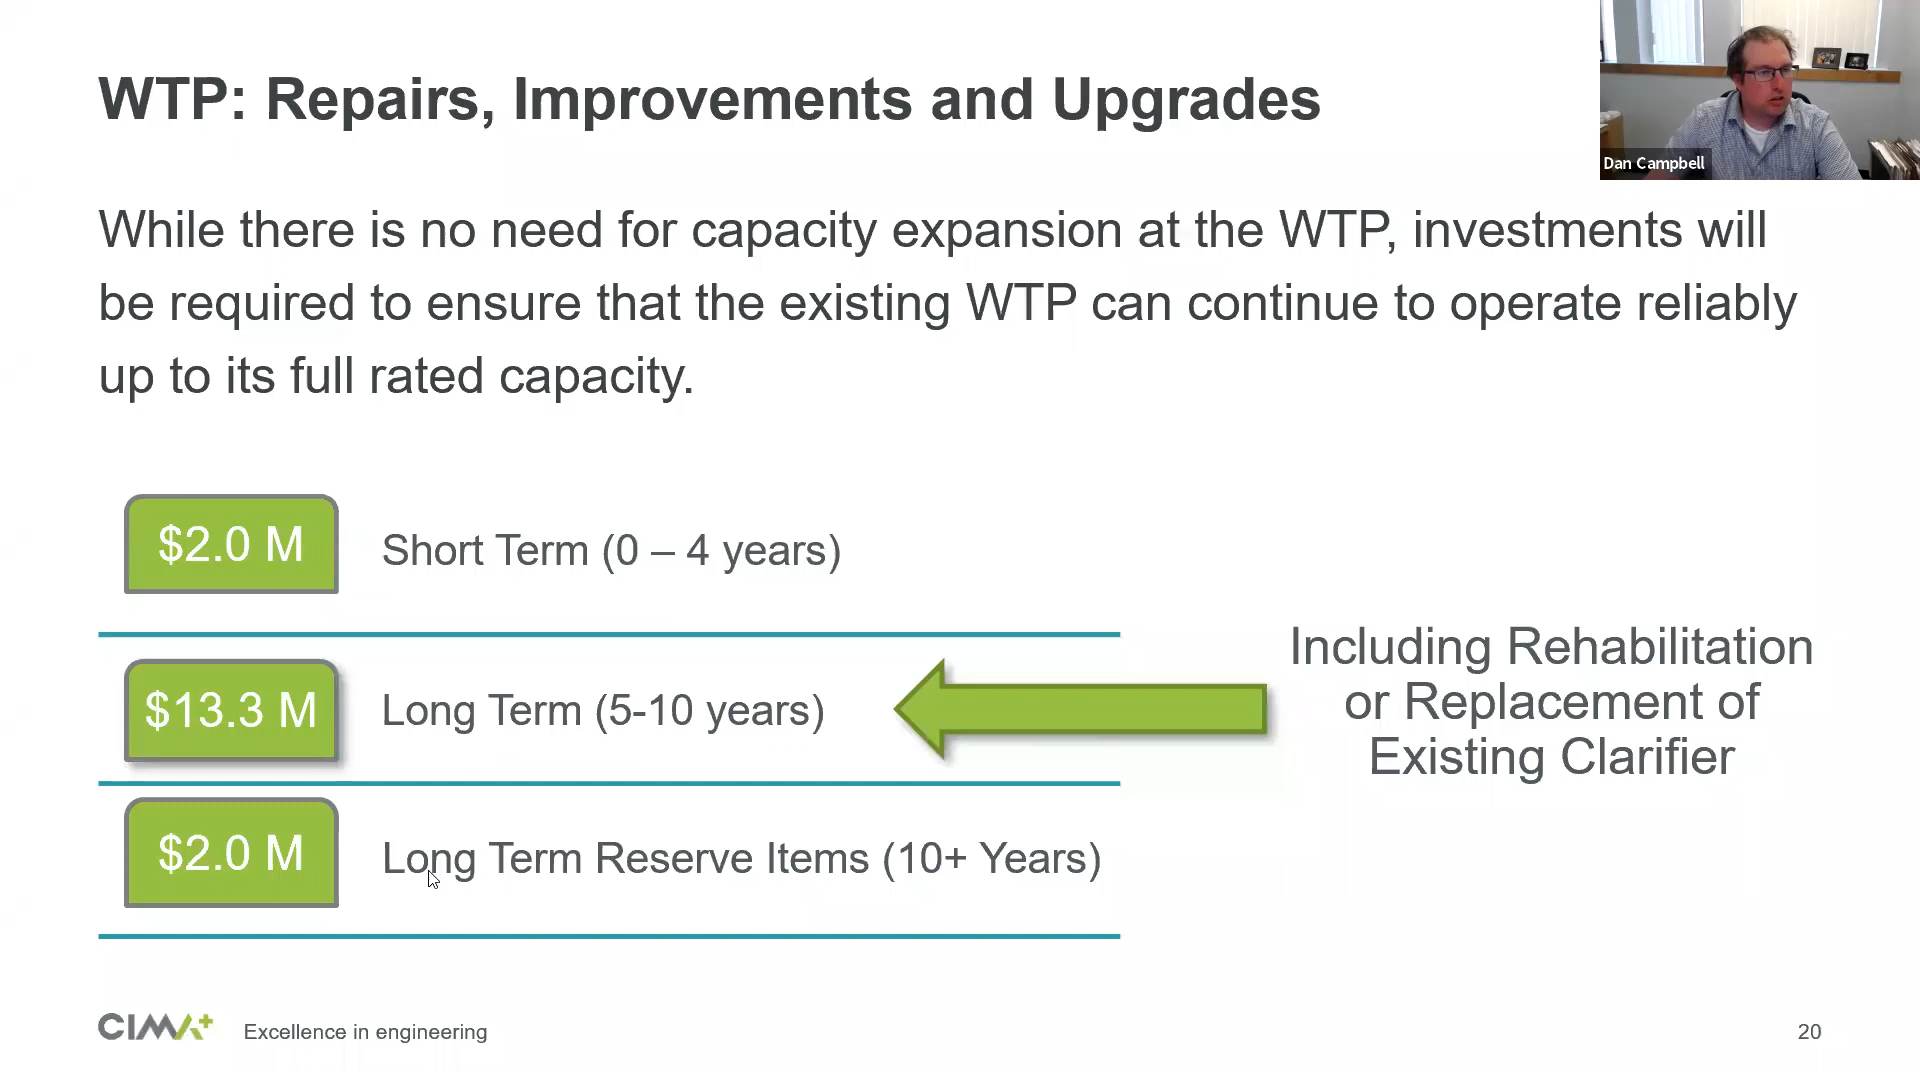 WTP: Repairs, Improvements and Upgrades
Dan Campbell
While there is no need for capacity expansion at the WTP, investments will
be required to ensure that the existing WTP can continue to operate reliably
up to its full rated capacity.
$2.0 M
Short Term (0 – 4 years)
$13.3 M
Long Term (5-10 years)
Including Rehabilitation
or Replacement of
Existing Clarifier
$2.0 M
Long Term Reserve Items (10+ Years)
CIMA+
Excellence in engineering
20